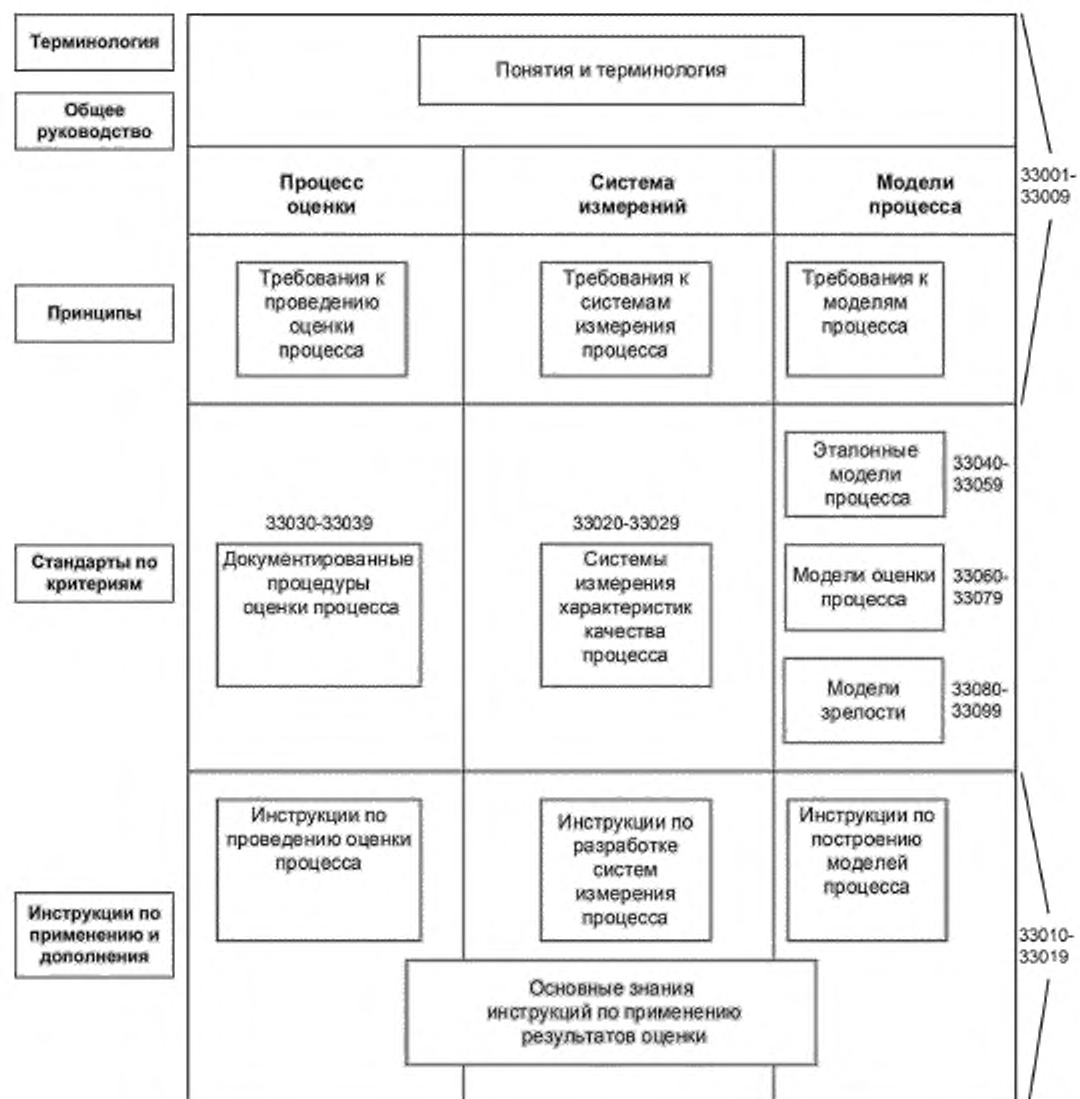 Терминология
Понятия и терминология
Общее
руководство
Процесс
оценки
Система
измерений
Модели
процесса
33001-
33009
Принципы
Требования к
проведению
оценки
процесса
Требования к
системам
измерения
процесса
Требования к
моделям
процесса
Стандарты по
критериям
33030-33039
Документированные
процедуры
оценки процесса
33020-33029
Системы
измерения
характеристик
качества
процесса
Эталонные
модели
процесса
33040-
33059
Модели оценки
процесса
33060-
33079
Модели
зрелости
33080-
33099
Инструкции по
применению и
дополнения
Инструкции по
проведению оценки
процесса
Инструкции по
разработке
систем
измерения
процесса
Инструкции по
построению
моделей
процесса
33010-
33019
Основные знания
инструкций по применению
результатов оценки